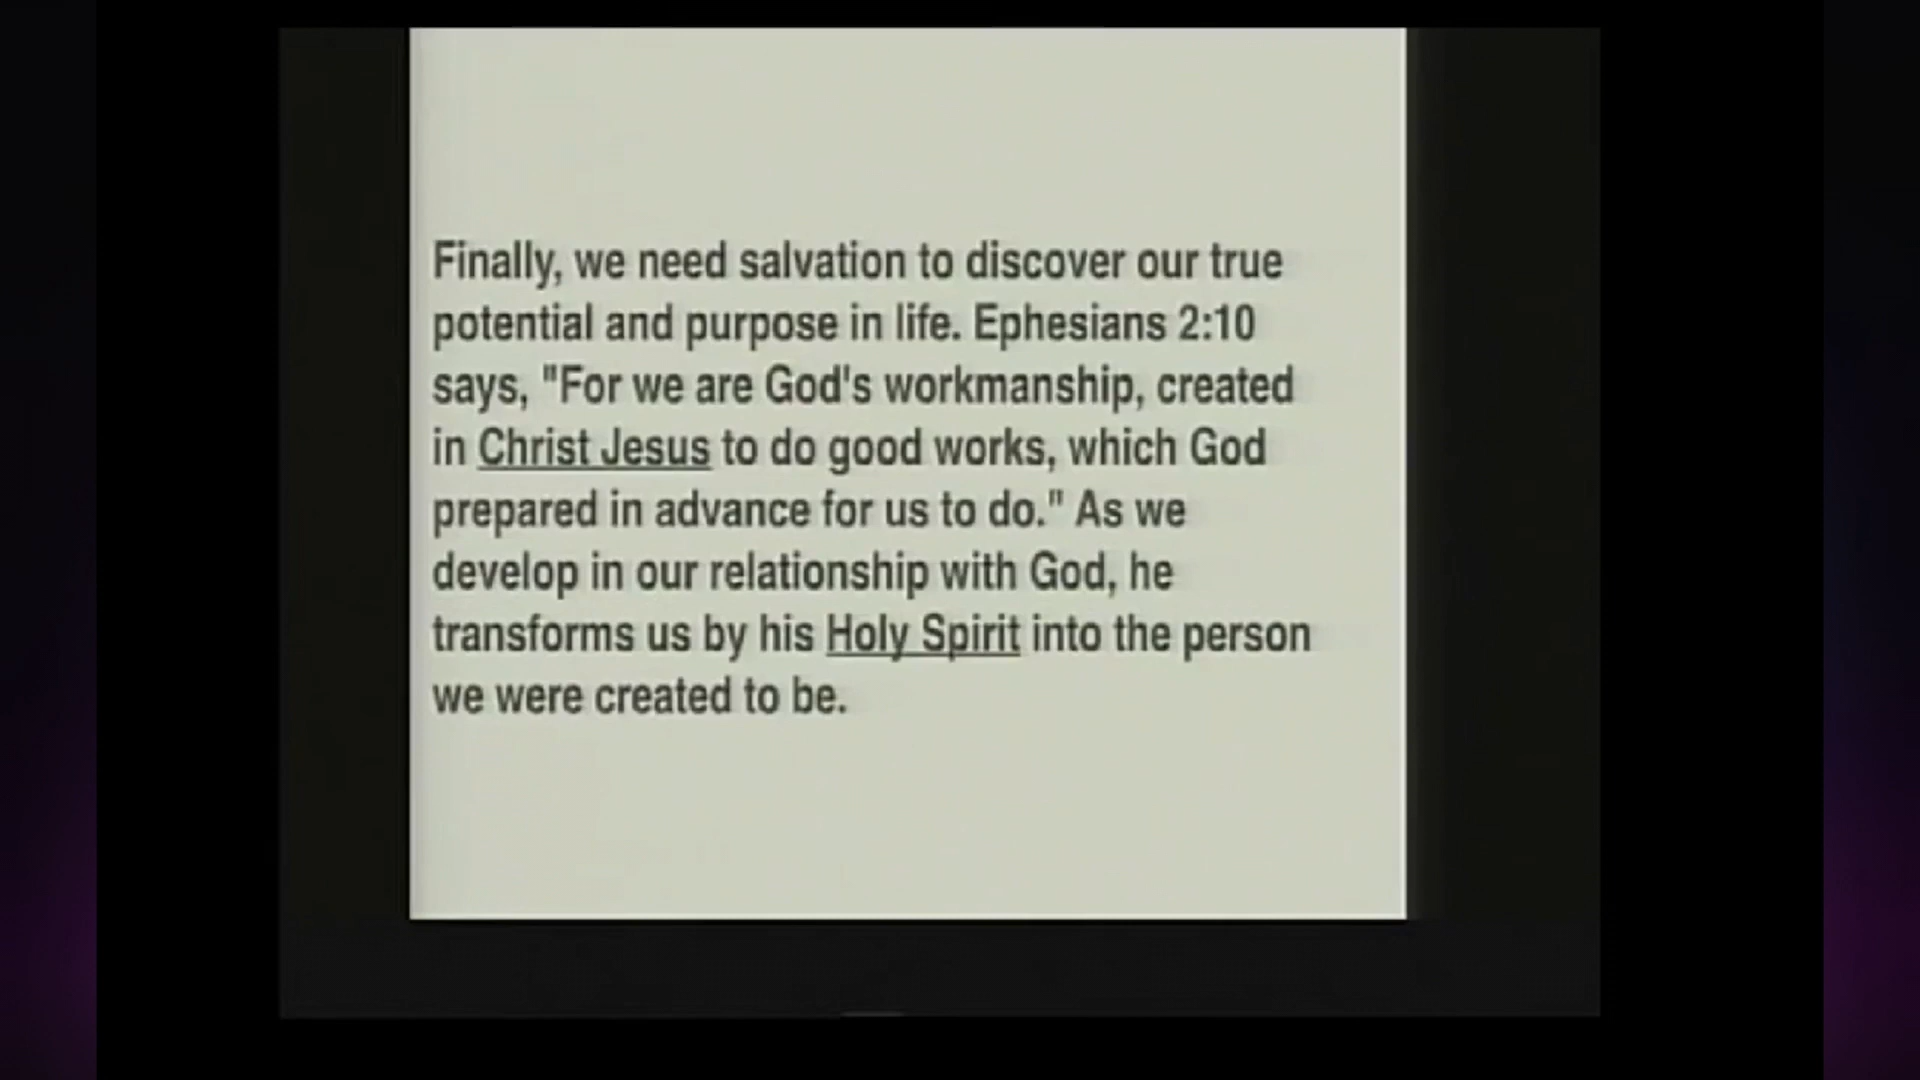 Finally, we need salvation to discover our true
potential and purpose in life. Ephesians 2:10
says, "For we are God's workmanship, created
in Christ Jesus to do good works, which God
prepared in advance for us to do." As we
develop in our relationship with God, he
transforms us by his Holy Spirit into the person
we were created to be.